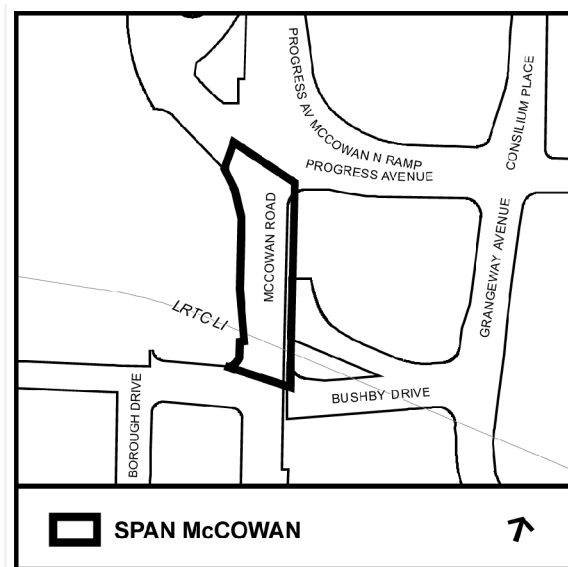 PROGRESS AV MCCOWAN N RAMP
CONSILIUM PLACE
PROGRESS AVENUE
MCCOWAN ROAD
GRANGEWAY AVENUE
LRTC LI
BOROUGH DRIVE
BUSHBY DRIVE
SPAN McCOWAN